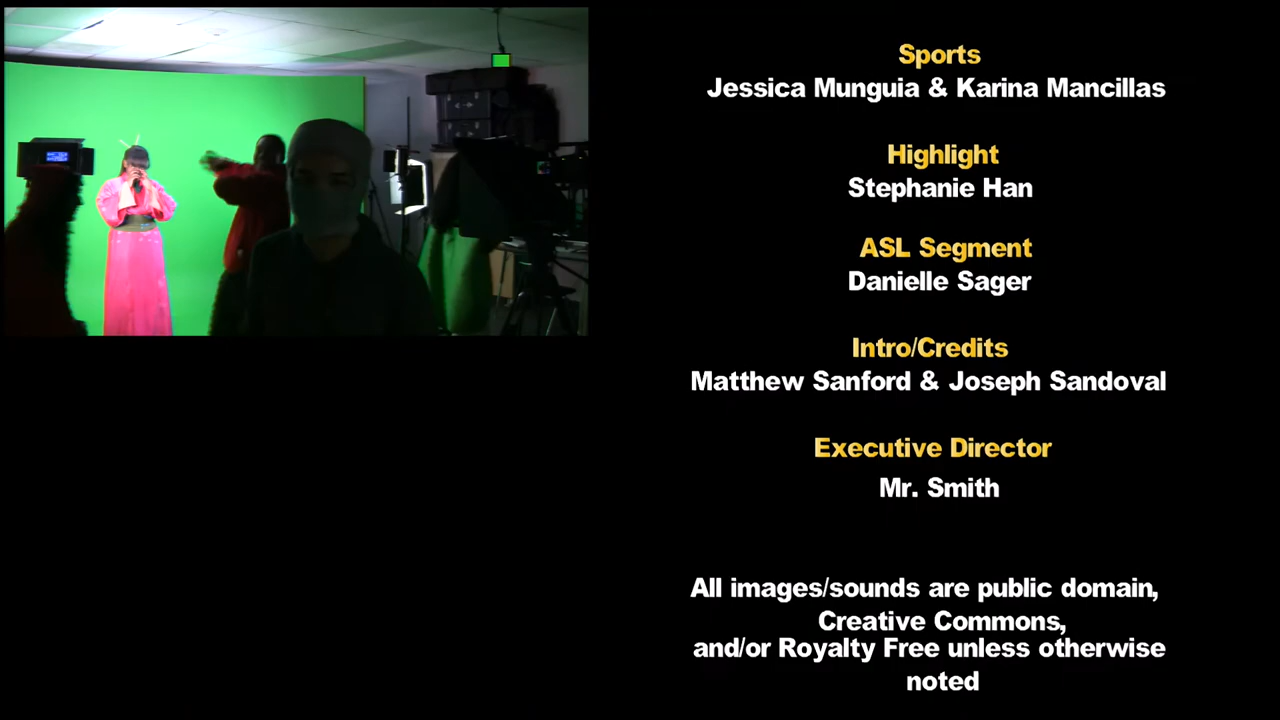 Sports
Jessica Munguia & Karina Mancillas
Highlight
Stephanie Han
ASL Segment
Danielle Sager
Intro/Credits
Matthew Sanford & Joseph Sandoval
Executive Director
Mr. Smith
All images/sounds are public domain,
Creative Commons,
and/or Royalty Free unless otherwise
noted